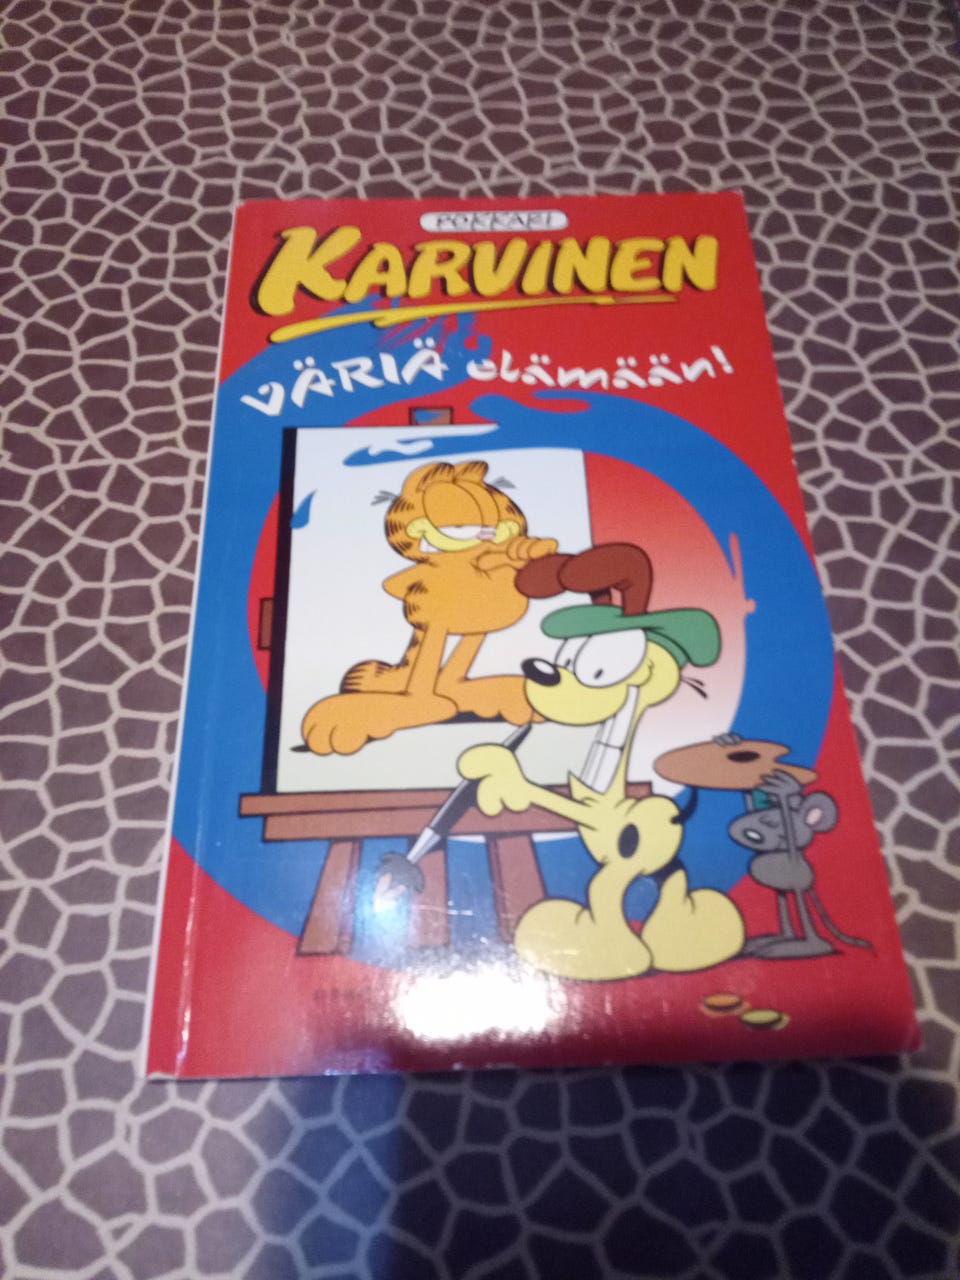 POKKARI
KARVINEN
VÄRIÄ elämään!